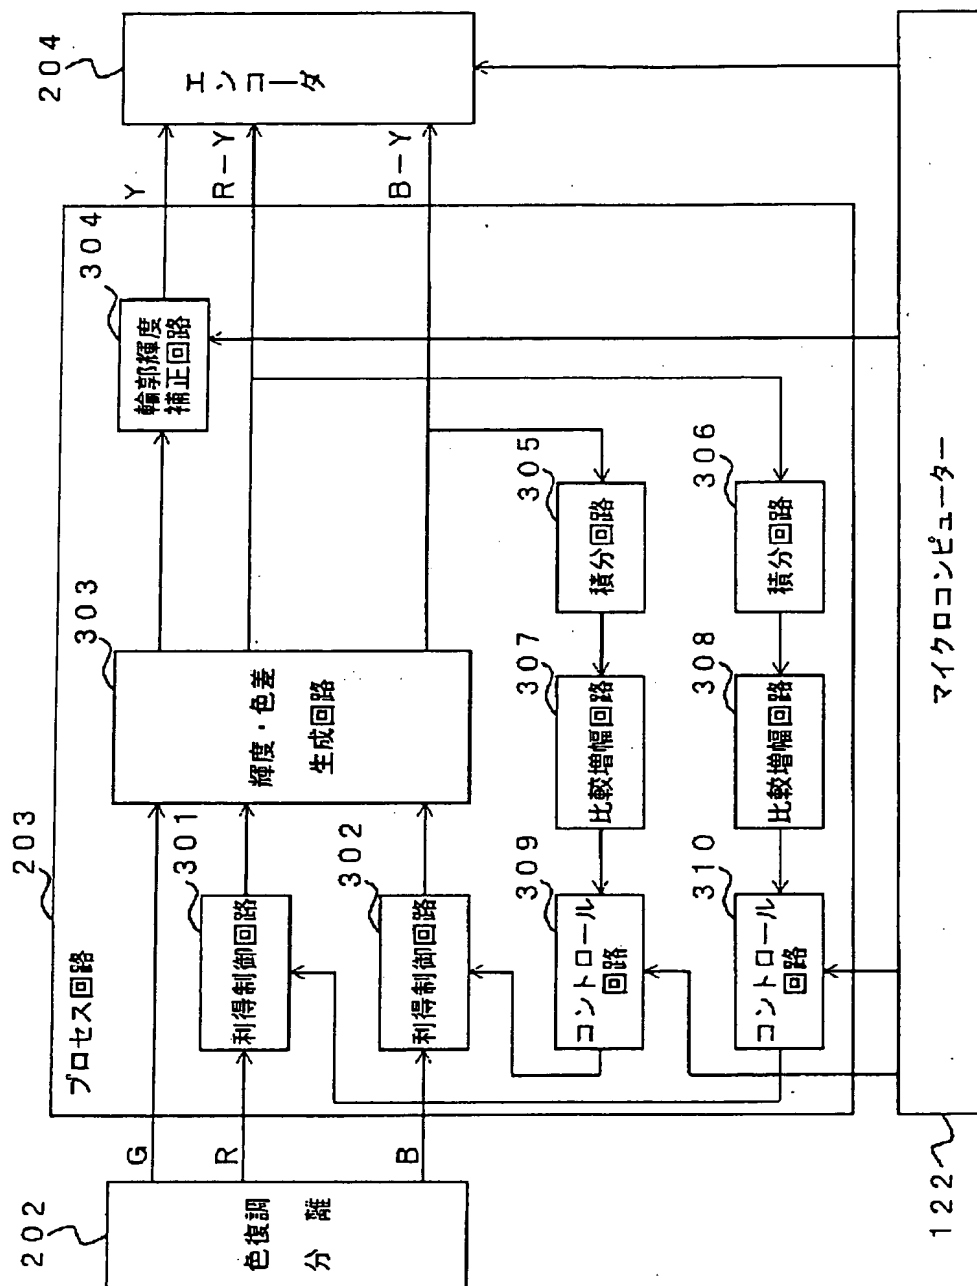 202
色復調
分離
G
R
B
203
プロセス回路
301
利得制御回路
302
利得制御回路
303
輝度・色差
生成回路
304
輪郭輝度
補正回路
Y
R-Y
B-Y
204
エンコータ
305
積分回路
306
積分回路
307
比較増幅回路
308
比較増幅回路
309
コントロール
回路
310
コントロール
回路
122
マイクロコンピューター